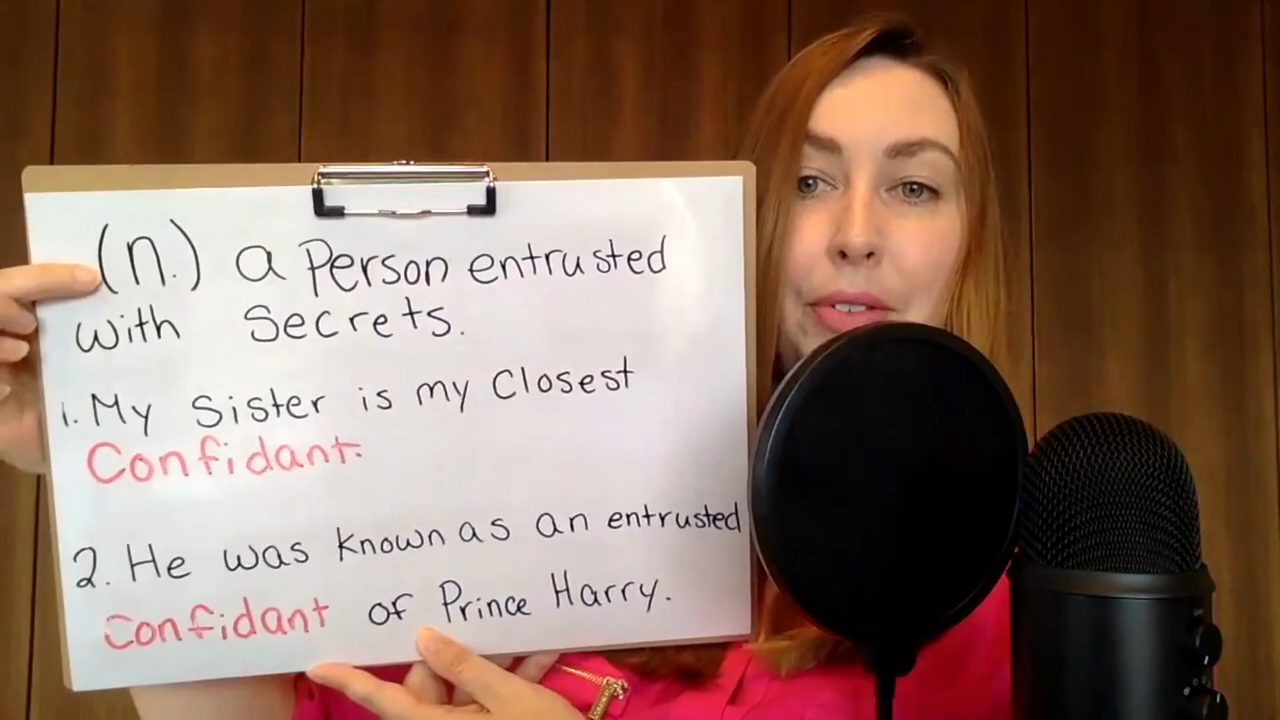 (n.) a Person entrusted
with Secrets.
1. My Sister is my Closest
Confidant.
2. He was known as an entrusted
Confidant of Prince Harry.